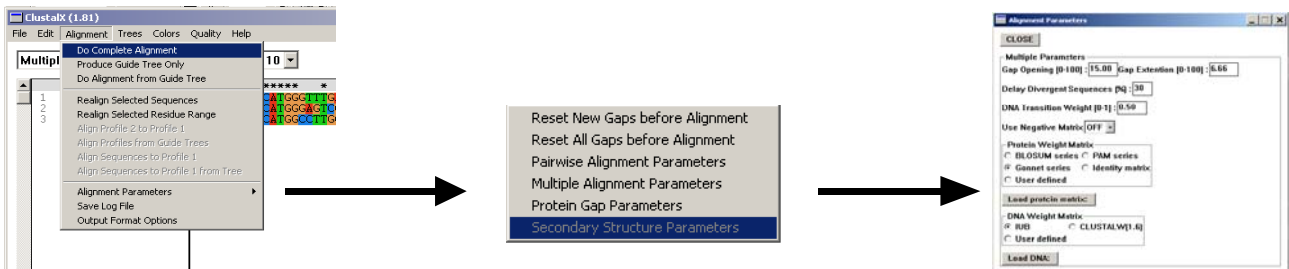 ClustalX (1.81)
File Edit Alignment Trees Colors Quality Help
Multipl
10
Do Complete Alignment
Produce Guide Tree Only
Do Alignment from Guide Tree
Realign Selected Sequences
Realign Selected Residue Range
Align Profile 2 to Profile 1
Align Profiles from Guide Trees
Align Sequences to Profile 1
Align Sequences to Profile 1 from Tree
Alignment Parameters
Save Log File
Output Format Options
***** *
1 CATGGGTTTG
2 CATGGGAGTC
3 CATGGCCTTG
Reset New Gaps before Alignment
Reset All Gaps before Alignment
Pairwise Alignment Parameters
Multiple Alignment Parameters
Protein Gap Parameters
Secondary Structure Parameters
Alignment Parameters
CLOSE
Multiple Parameters
Gap Opening [0-100] : 15.00 Gap Extention [0-100] : 6.66
Delay Divergent Sequences (%) : 30
DNA Transition Weight [0-1] : 0.50
Use Negative Matrix OFF
Protein Weight Matrix
BLOSUM series PAM series
Gonnet series Identity matrix
User defined
Load protein matrix:
DNA Weight Matrix
IUB CLUSTALW(1.6)
User defined
Load DNA: